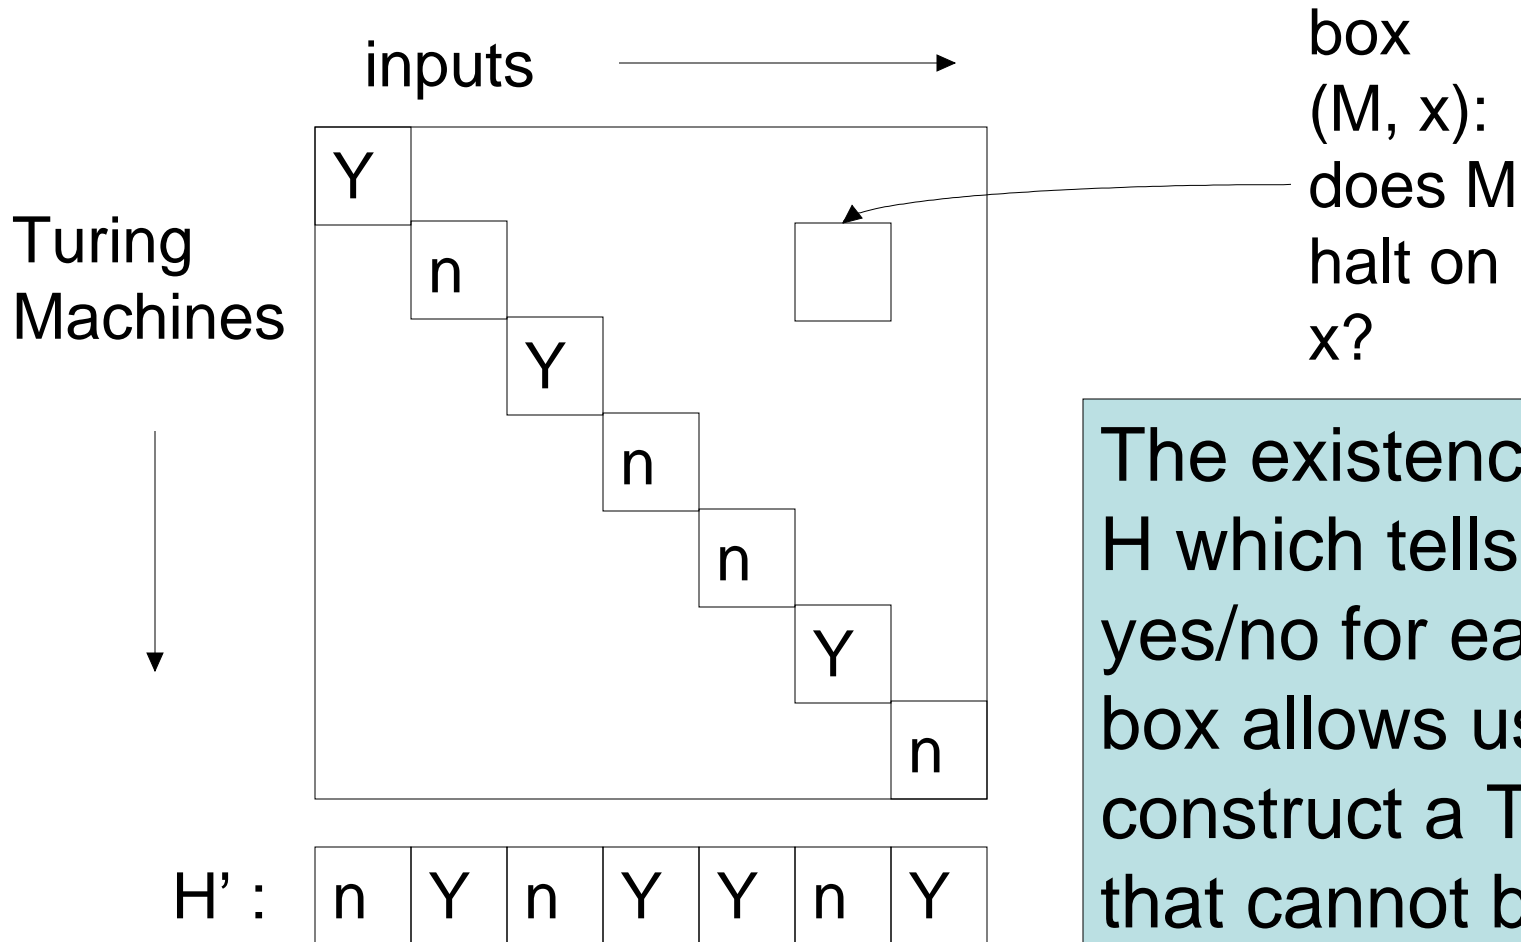 inputs
box
(M, x):
does M
halt on
x?
Turing
Machines
Y
n
Y
n
n
Y
n
The existenc
H which tells
yes/no for ea
box allows us
construct a T
that cannot b
H’ : n Y n Y Y n Y